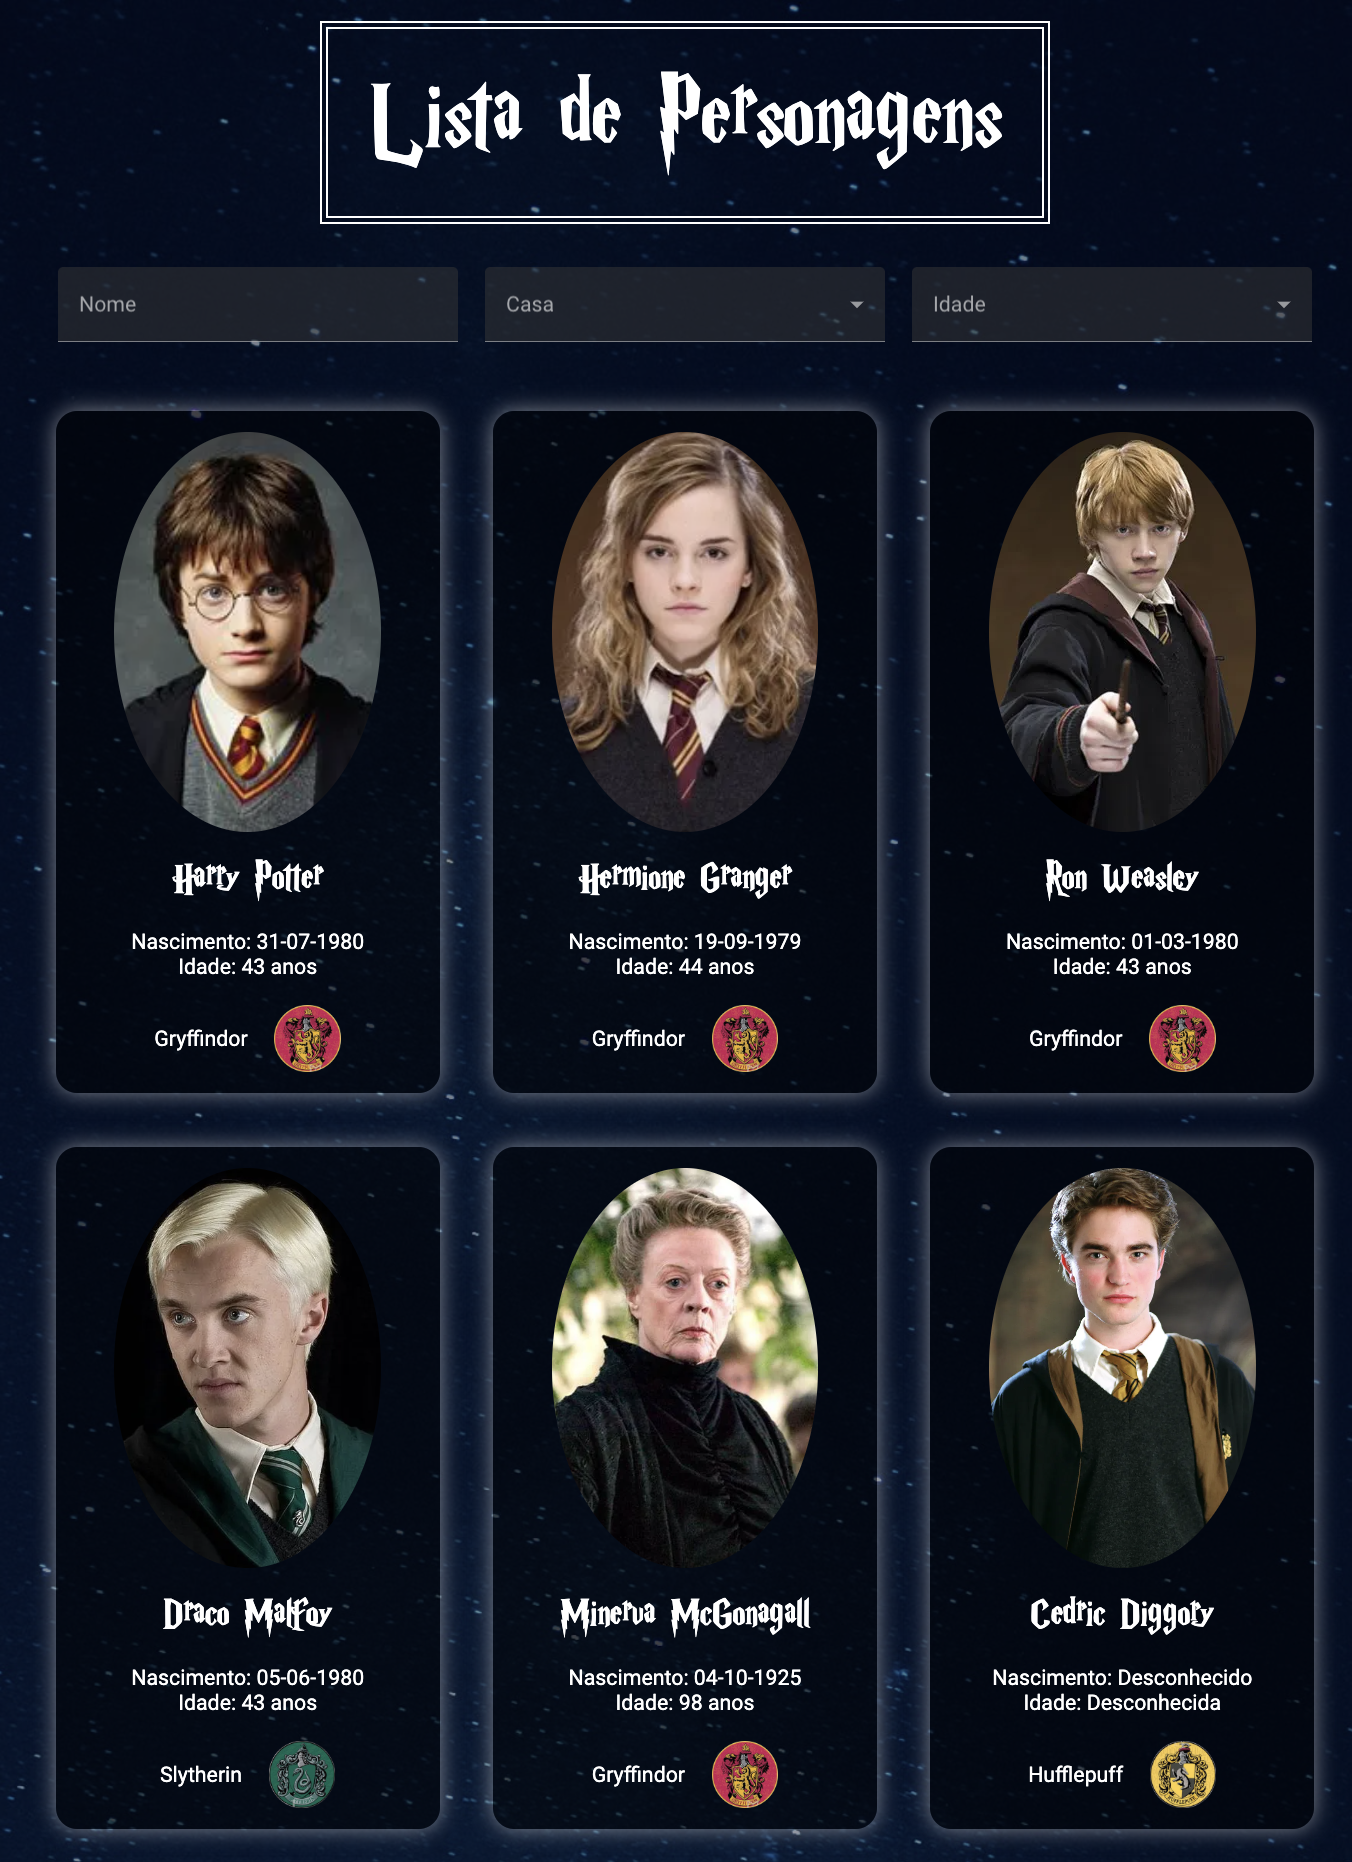 Lista de Personagens
Nome
Casa
Idade
Harry Potter
Nascimento: 31-07-1980
Idade: 43 anos
Gryffindor
Hermione Granger
Nascimento: 19-09-1979
Idade: 44 anos
Gryffindor
Ron Weasley
Nascimento: 01-03-1980
Idade: 43 anos
Gryffindor
Draco Malfoy
Nascimento: 05-06-1980
Idade: 43 anos
Slytherin
Minerva McGonagall
Nascimento: 04-10-1925
Idade: 98 anos
Gryffindor
Cedric Diggory
Nascimento: Desconhecido
Idade: Desconhecida
Hufflepuff